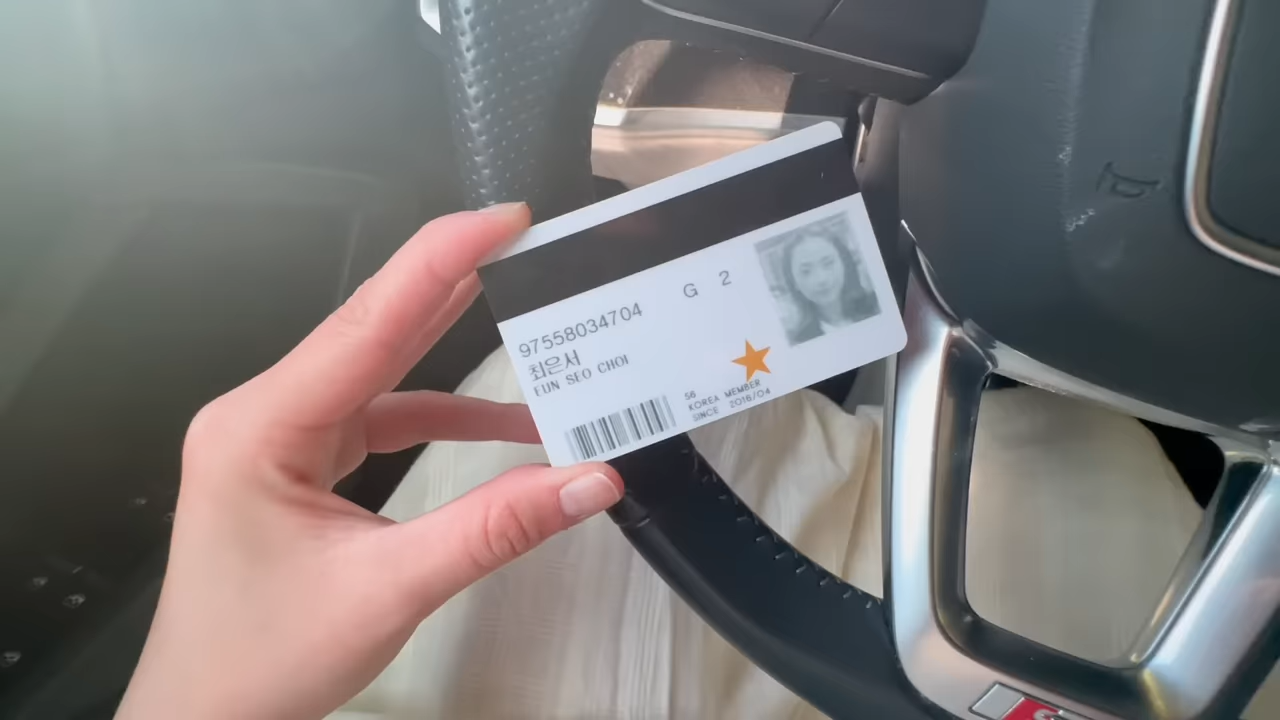 97558034704 G 2
최은서
EUN SEO CHOI
56
KOREA MEMBER
SINCE 2016/04